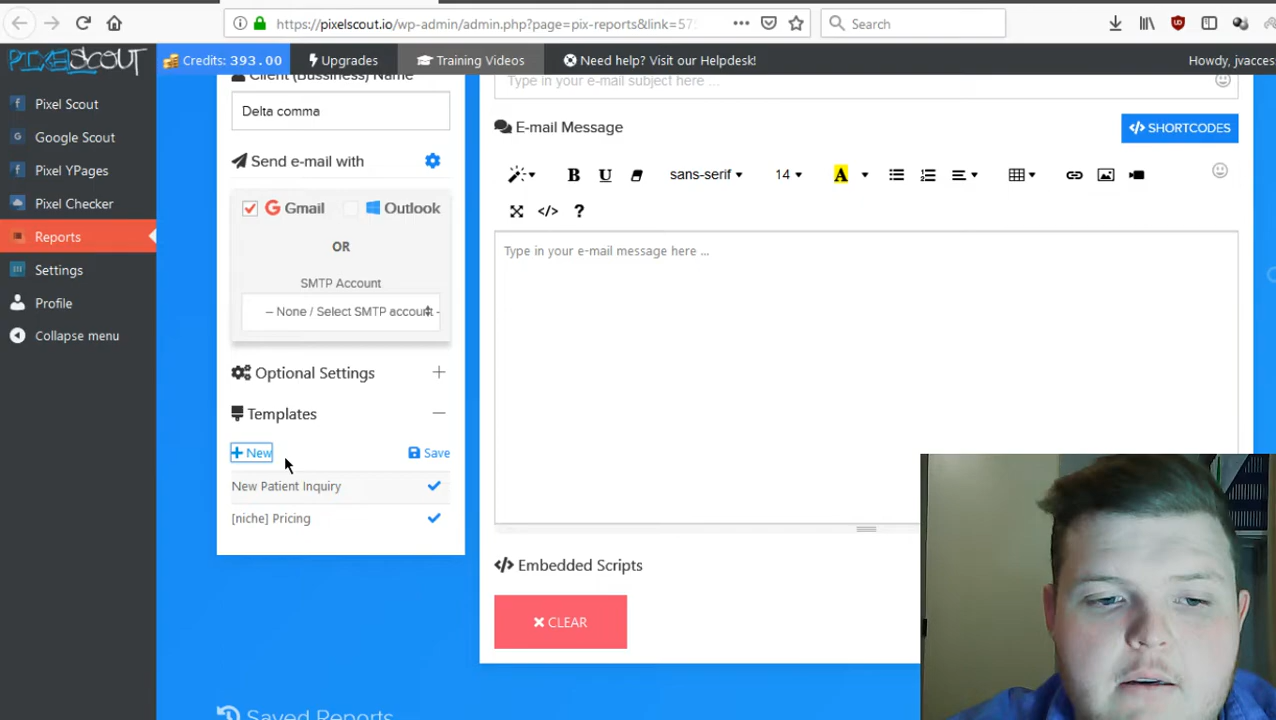 https://pixelscout.io/wp-admin/admin.php?page=pix-reports&link=57
Search
PIXELSCOUT
Credits: 393.00
Upgrades
Training Videos
Need help? Visit our Helpdesk!
Howdy, jvacces
Pixel Scout
Google Scout
Pixel YPages
Pixel Checker
Reports
Settings
Profile
Collapse menu
Client (Bussiness) Name
Delta comma
Send e-mail with
Gmail
Outlook
OR
SMTP Account
-- None / Select SMTP account -
Optional Settings
Templates
New
Save
New Patient Inquiry
[niche] Pricing
Type in your e-mail subject here ...
E-mail Message
</> SHORTCODES
B U sans-serif 14 A
</> ?
Type in your e-mail message here ...
</> Embedded Scripts
CLEAR
Saved Reports